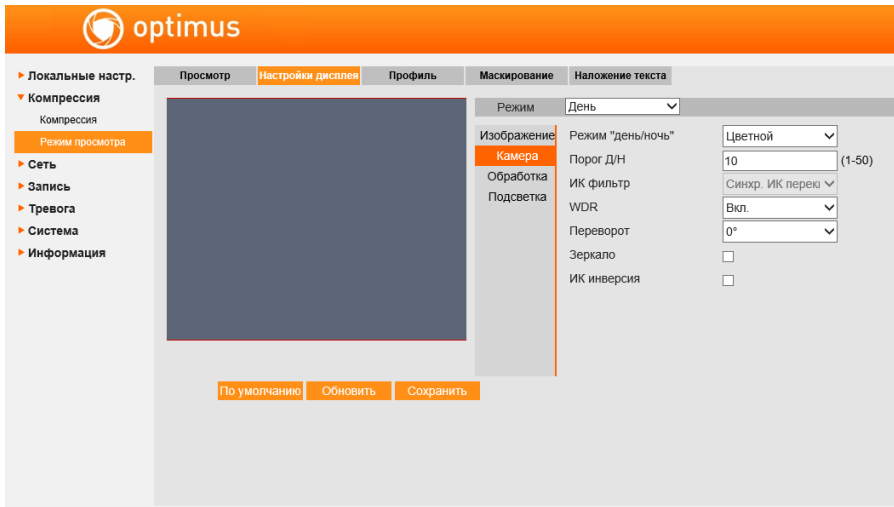 optimus
Локальные настр.
Компрессия
Компрессия
Режим просмотра
Сеть
Запись
Тревога
Система
Информация
Просмотр Настройки дисплея Профиль Маскирование Наложение текста
Режим День
Изображение
Камера
Обработка
Подсветка
Режим "день/ночь" Цветной
Порог Д/Н 10 (1-50)
ИК фильтр Синхр. ИК
WDR Вкл.
Переворот 0°
Зеркало
ИК инверсия
По умолчанию Обновить Сохранить